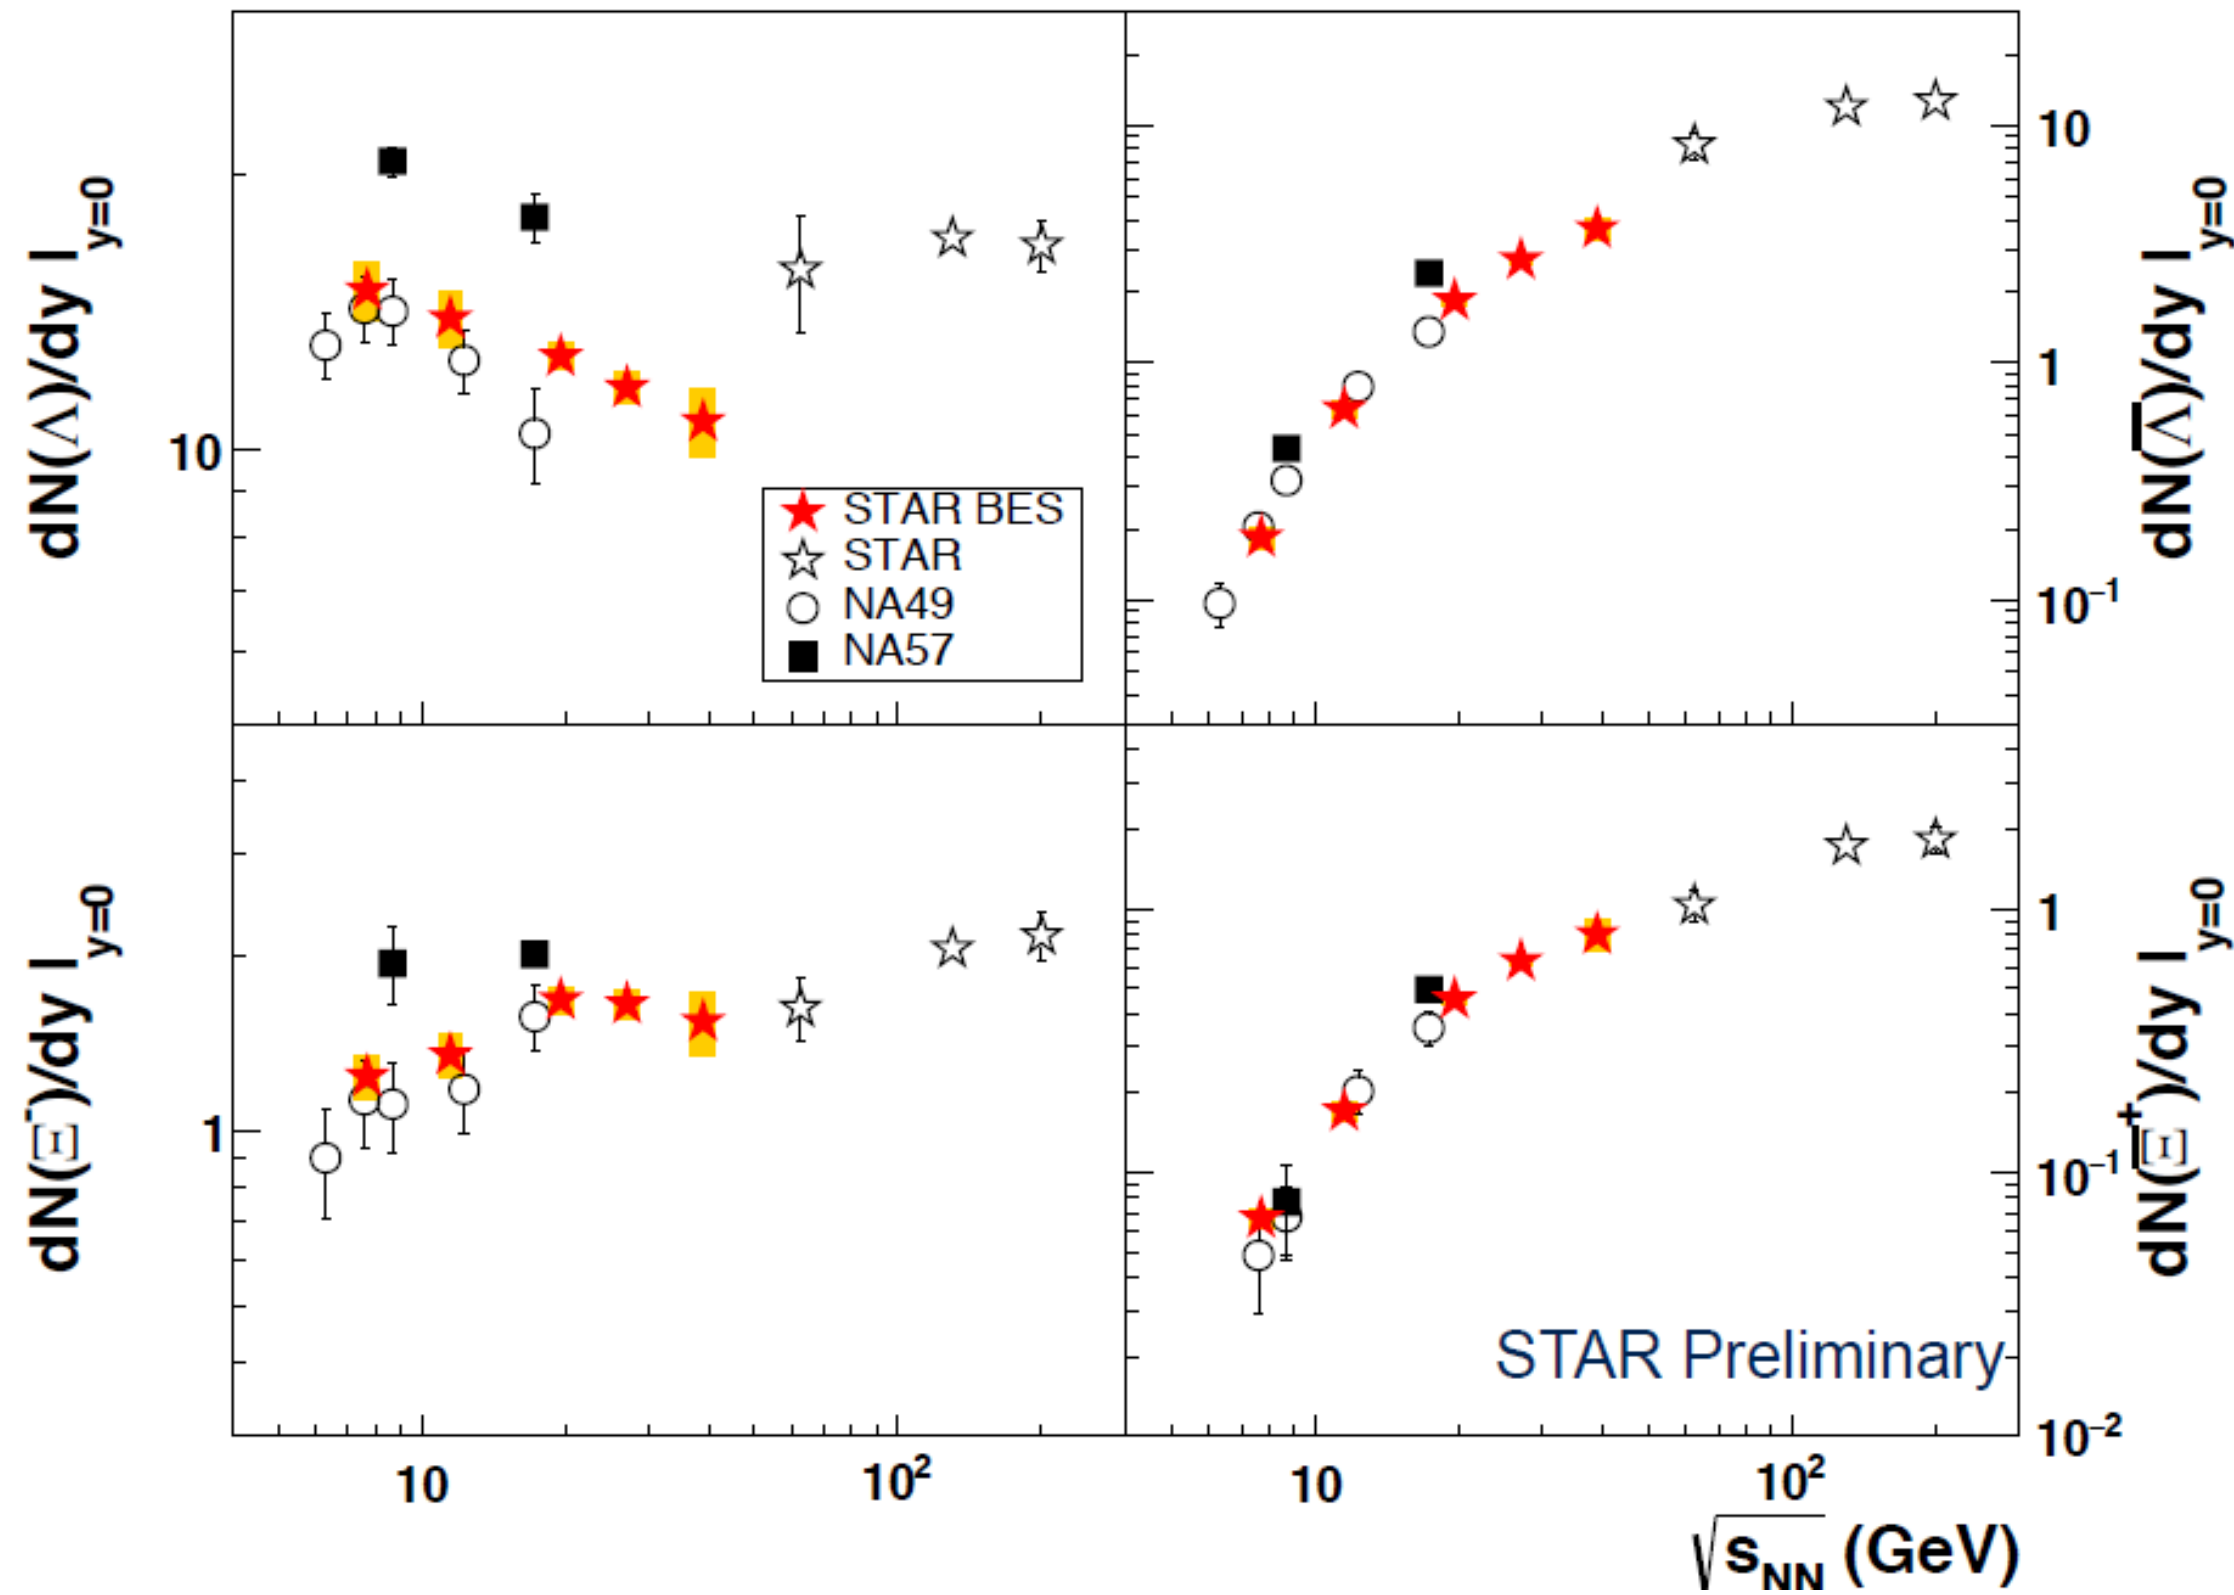 dN(Λ)/dy |y=0
10
STAR BES
STAR
NA49
NA57
dN(Λ̅)/dy |y=0
10
1
10⁻¹
dN(Ξ⁻)/dy |y=0
1
10
10²
dN(Ξ̅⁺)/dy |y=0
1
10⁻¹
10⁻²
STAR Preliminary
10
10²
√sNN (GeV)